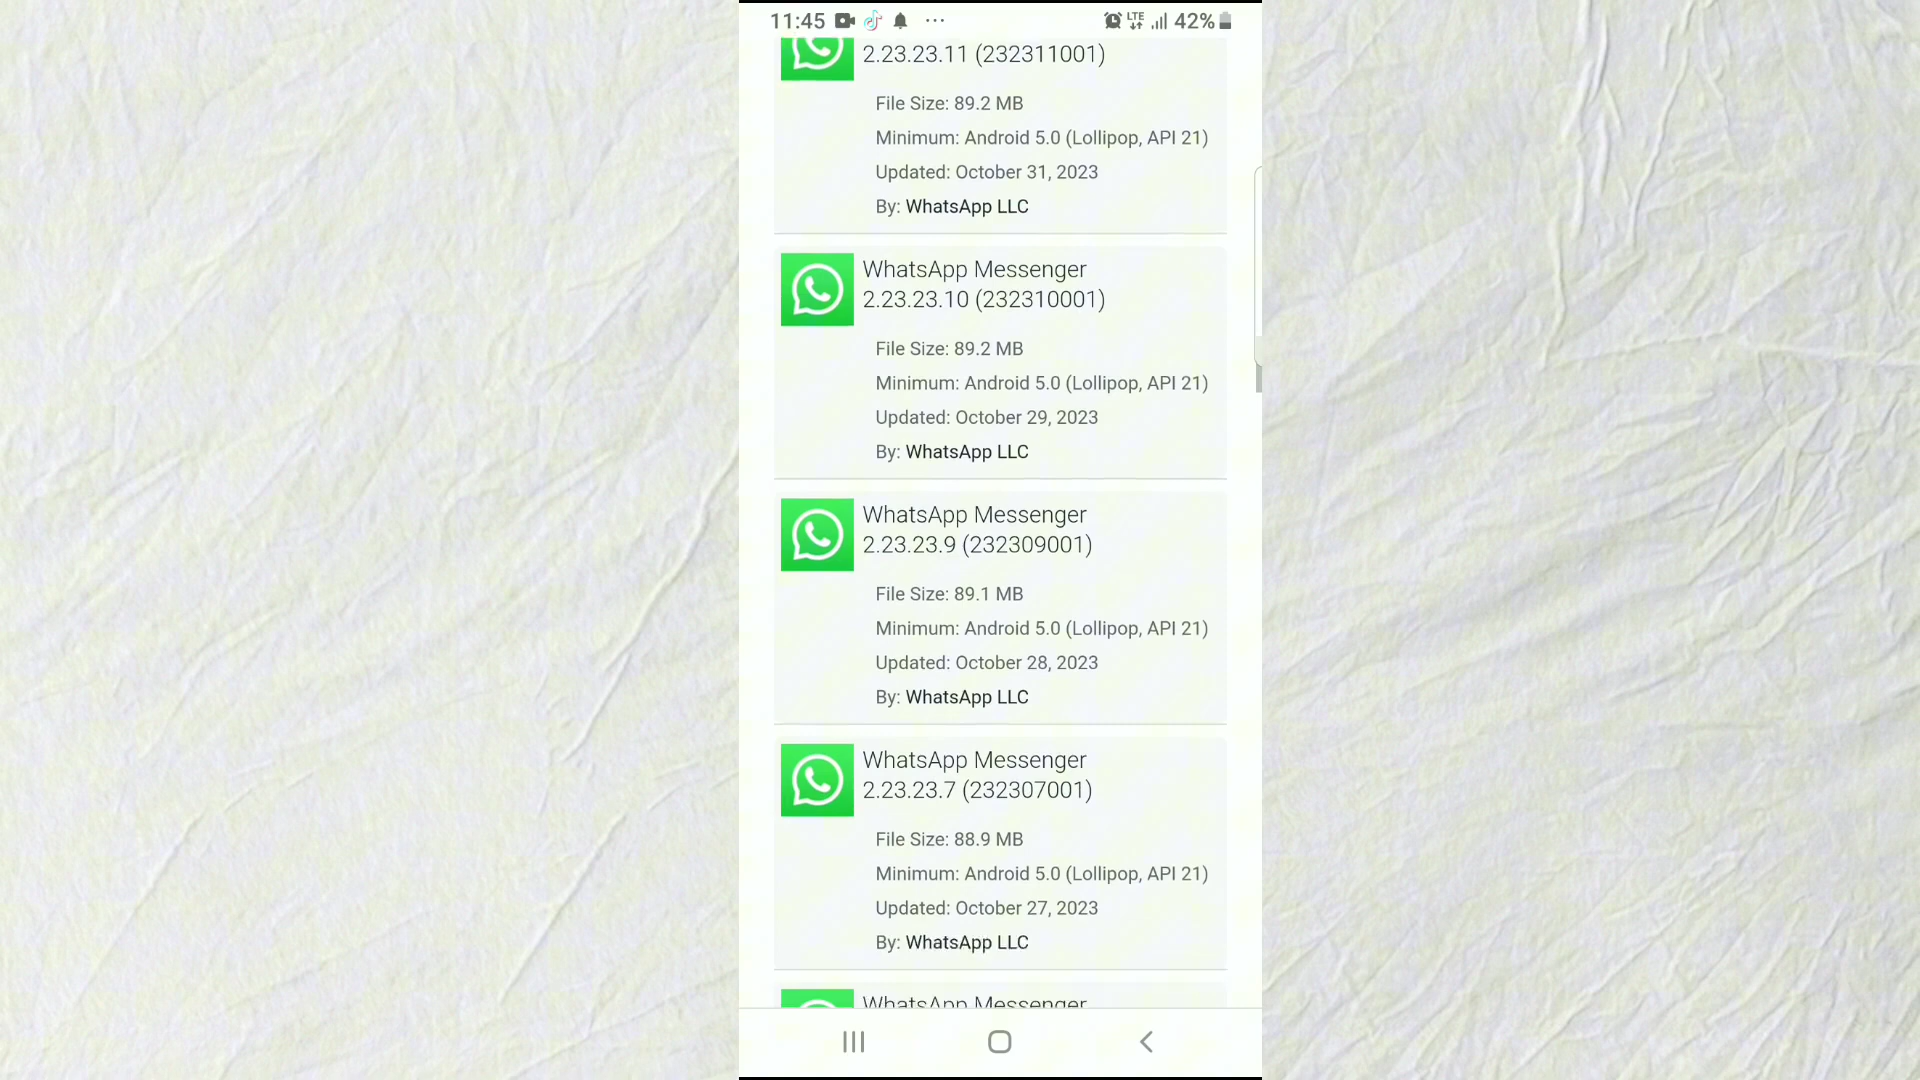 11:45 42%
LTE
2.23.23.11 (232311001)
File Size: 89.2 MB
Minimum: Android 5.0 (Lollipop, API 21)
Updated: October 31, 2023
By: WhatsApp LLC
WhatsApp Messenger
2.23.23.10 (232310001)
File Size: 89.2 MB
Minimum: Android 5.0 (Lollipop, API 21)
Updated: October 29, 2023
By: WhatsApp LLC
WhatsApp Messenger
2.23.23.9 (232309001)
File Size: 89.1 MB
Minimum: Android 5.0 (Lollipop, API 21)
Updated: October 28, 2023
By: WhatsApp LLC
WhatsApp Messenger
2.23.23.7 (232307001)
File Size: 88.9 MB
Minimum: Android 5.0 (Lollipop, API 21)
Updated: October 27, 2023
By: WhatsApp LLC
WhatsApp Messenger